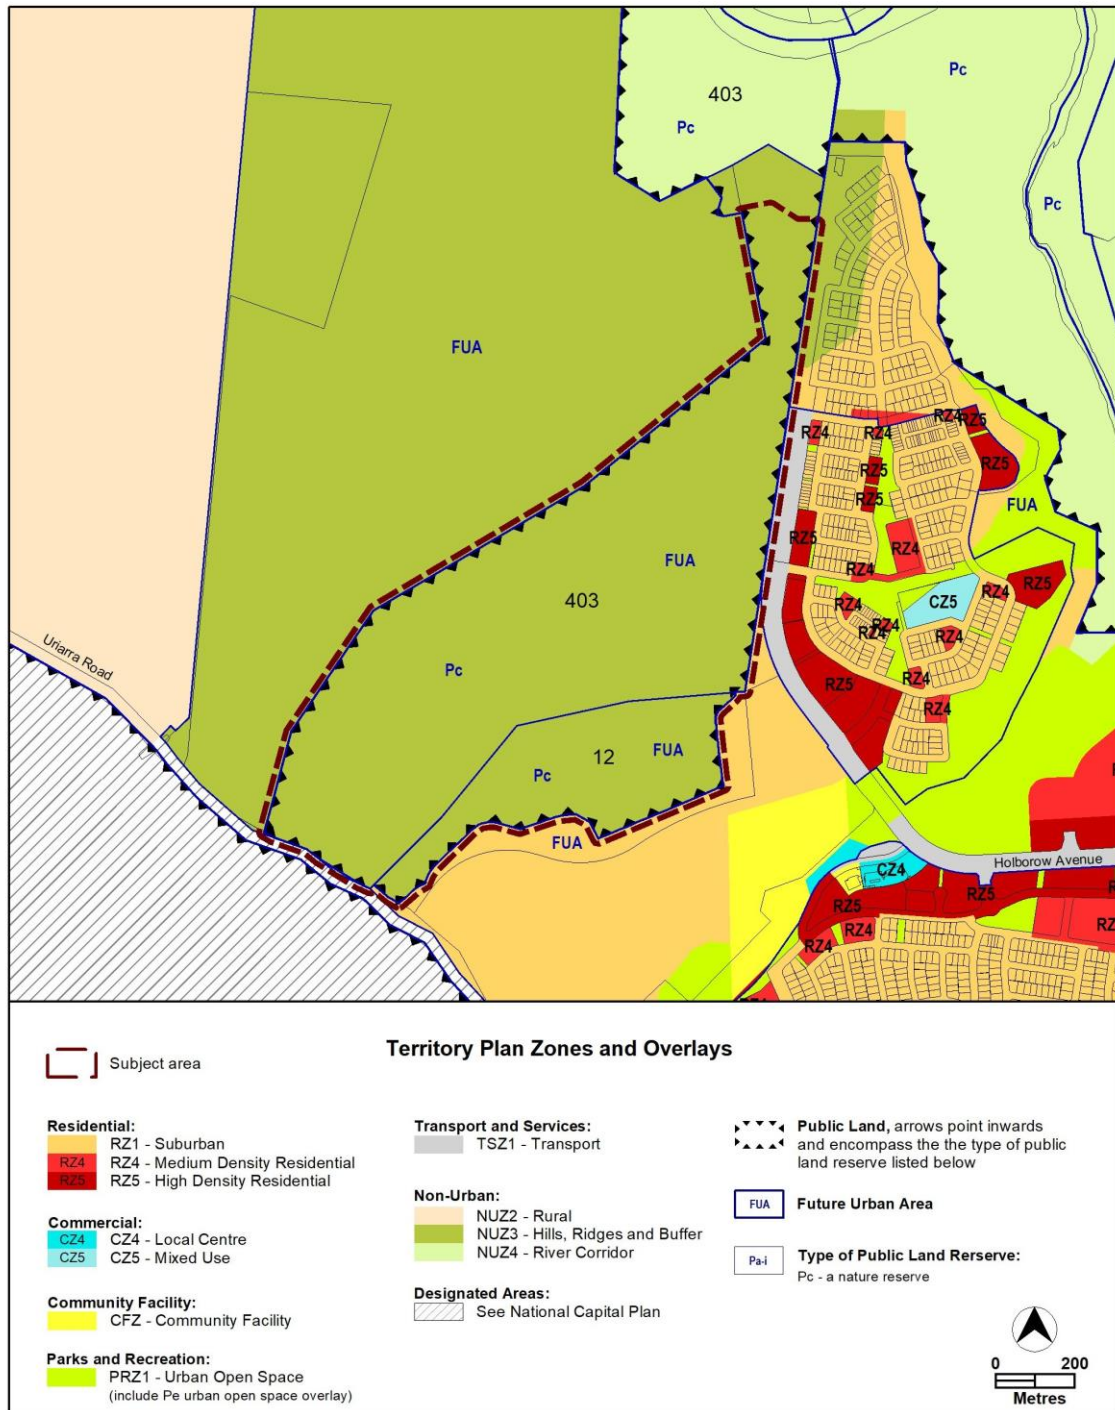 403
Pc
Pc
Pc
FUA
RZ4
RZ5
RZ4
RZ4
RZ5
RZ5
RZ5
FUA
RZ5
RZ4
FUA
RZ4
RZ5
403
RZ4
CZ5
RZ4
RZ4
RZ4
RZ4
Uriarra Road
Pc
RZ5
RZ4
RZ4
12
FUA
Pc
FUA
Holborow Avenue
CZ4
RZ5
RZ5
RZ4
RZ4
Territory Plan Zones and Overlays
Subject area
Residential:
RZ1 - Suburban
RZ4 RZ4 - Medium Density Residential
RZ5 RZ5 - High Density Residential
Commercial:
CZ4 CZ4 - Local Centre
CZ5 CZ5 - Mixed Use
Community Facility:
CFZ - Community Facility
Parks and Recreation:
PRZ1 - Urban Open Space
(include Pe urban open space overlay)
Transport and Services:
TSZ1 - Transport
Non-Urban:
NUZ2 - Rural
NUZ3 - Hills, Ridges and Buffer
NUZ4 - River Corridor
Designated Areas:
See National Capital Plan
Public Land, arrows point inwards
and encompass the the type of public
land reserve listed below
FUA Future Urban Area
Pa-i Type of Public Land Rerserve:
Pc - a nature reserve
0 200
Metres